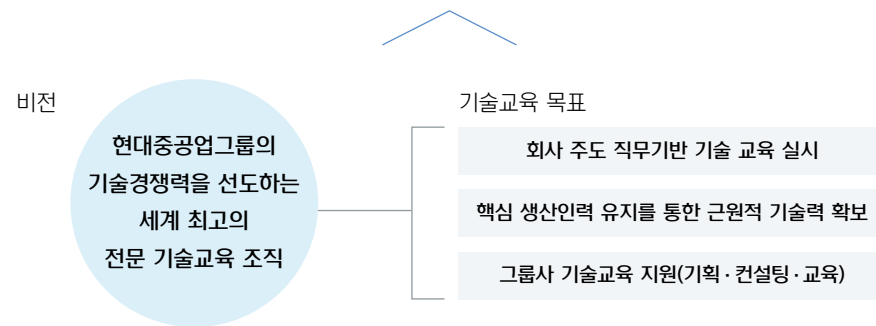 비전
현대중공업그룹의
기술경쟁력을 선도하는
세계 최고의
전문 기술교육 조직
기술교육 목표
회사 주도 직무기반 기술 교육 실시
핵심 생산인력 유지를 통한 근원적 기술력 확보
그룹사 기술교육 지원(기획·컨설팅·교육)